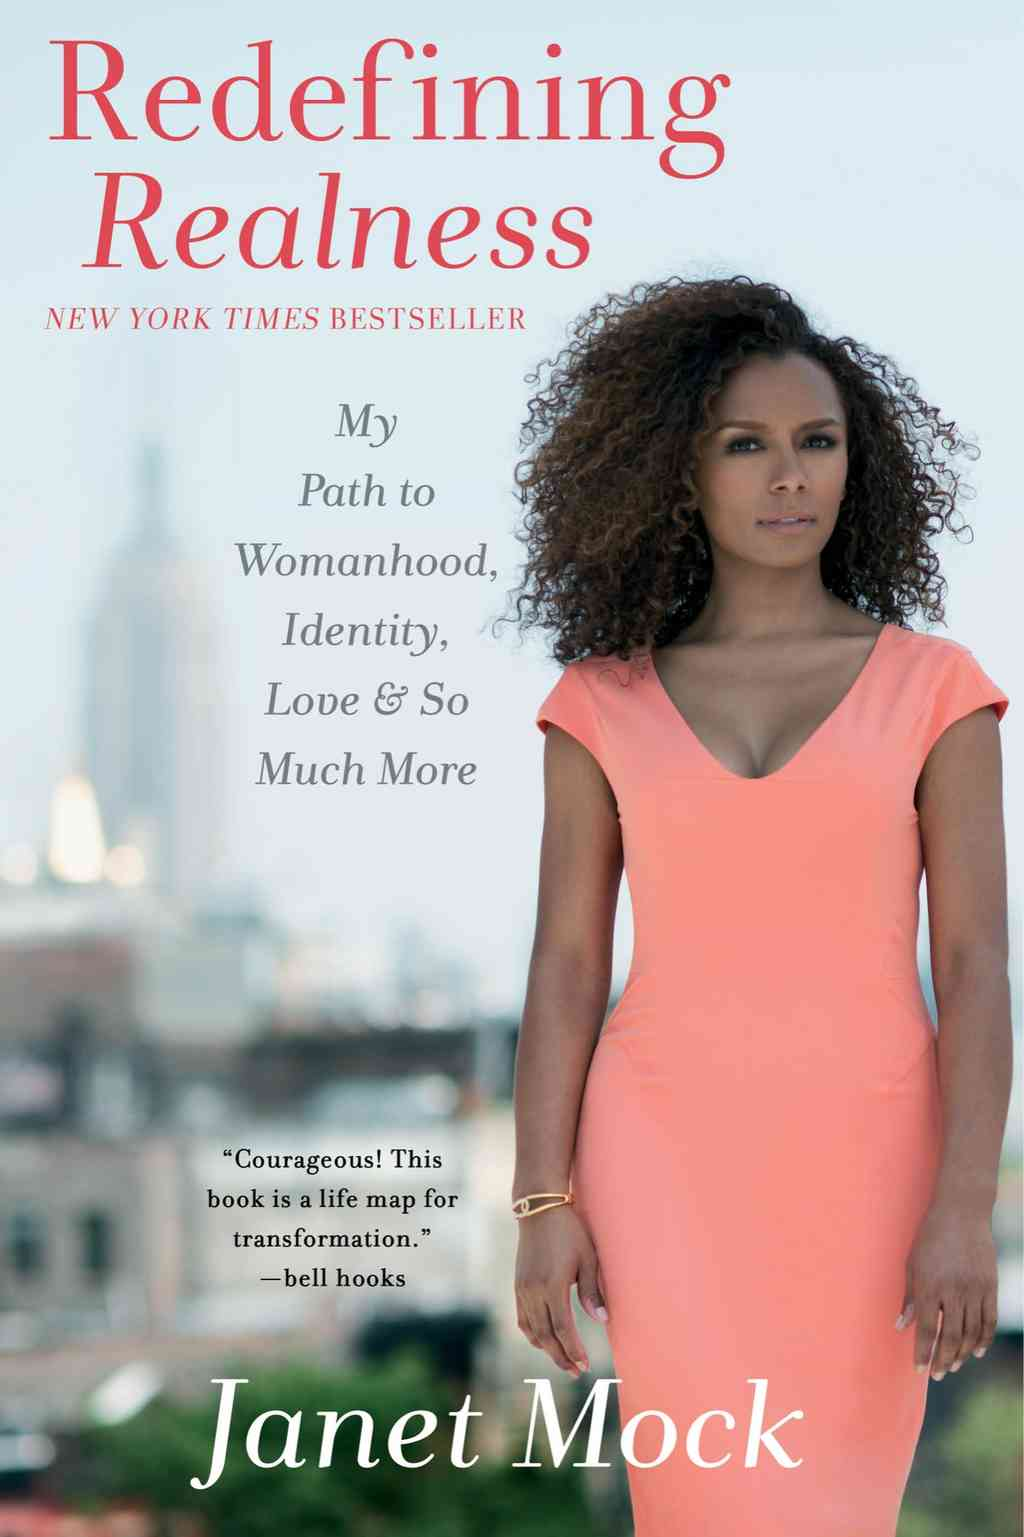 Redefining
Realness
NEW YORK TIMES BESTSELLER
My
Path to
Womanhood,
Identity,
Love & So
Much More
“Courageous! This
book is a life map for
transformation.”
—bell hooks
Janet Mock